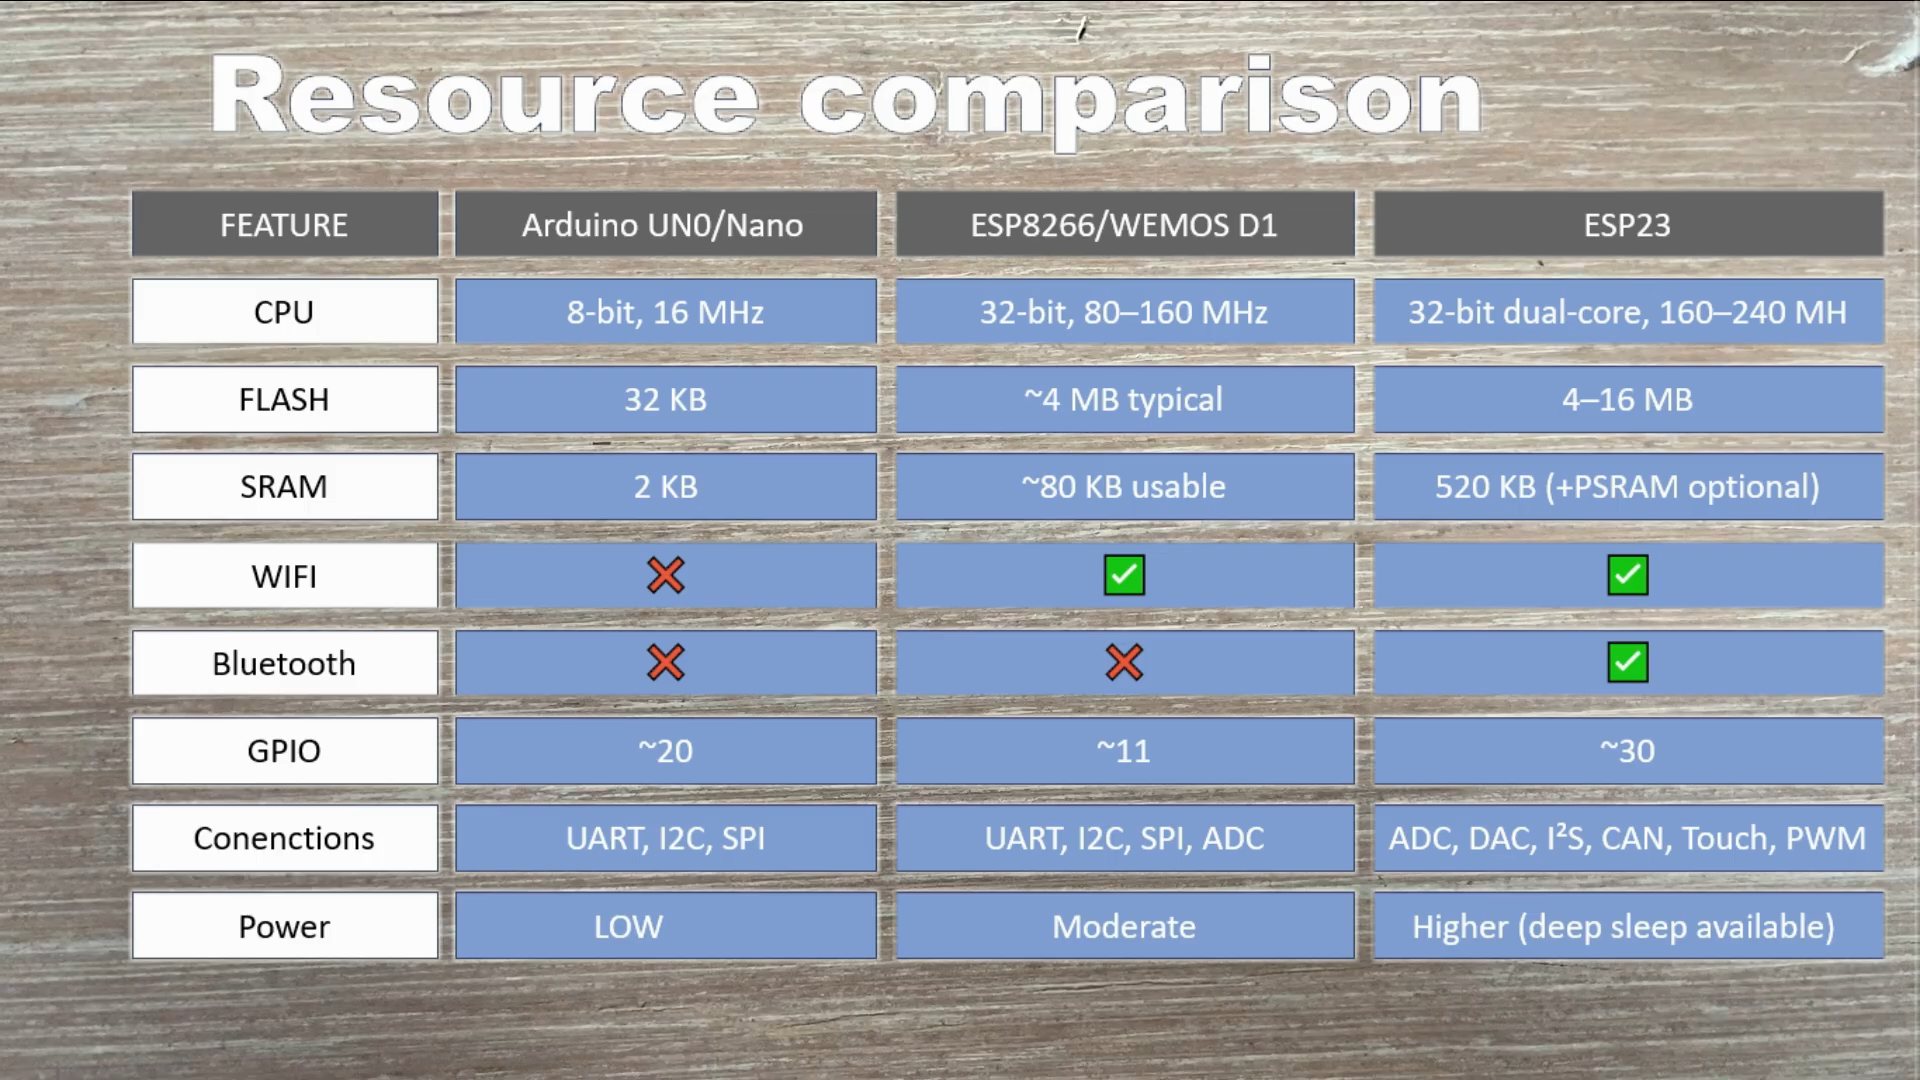 Resource comparison
FEATURE Arduino UN0/Nano ESP8266/WEMOS D1 ESP23
CPU 8-bit, 16 MHz 32-bit, 80–160 MHz 32-bit dual-core, 160–240 MH
FLASH 32 KB ~4 MB typical 4–16 MB
SRAM 2 KB ~80 KB usable 520 KB (+PSRAM optional)
WIFI ❌ ✅ ✅
Bluetooth ❌ ❌ ✅
GPIO ~20 ~11 ~30
Conenctions UART, I2C, SPI UART, I2C, SPI, ADC ADC, DAC, I²S, CAN, Touch, PWM
Power LOW Moderate Higher (deep sleep available)